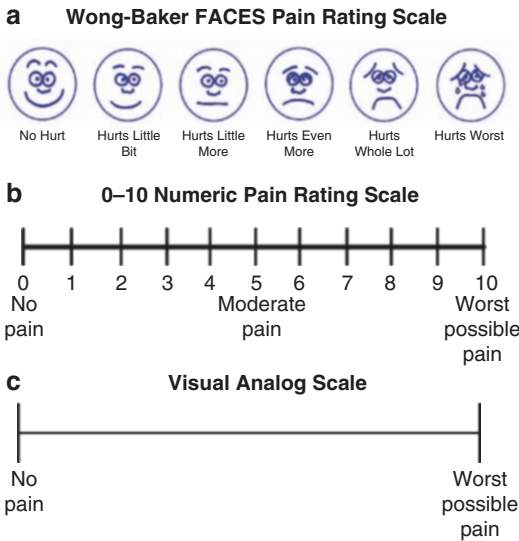 a Wong-Baker FACES Pain Rating Scale
No Hurt
Hurts Little
Bit
Hurts Little
More
Hurts Even
More
Hurts
Whole Lot
Hurts Worst
b 0–10 Numeric Pain Rating Scale
0 1 2 3 4 5 6 7 8 9 10
No
pain
Moderate
pain
Worst
possible
pain
c Visual Analog Scale
No
pain
Worst
possible
pain